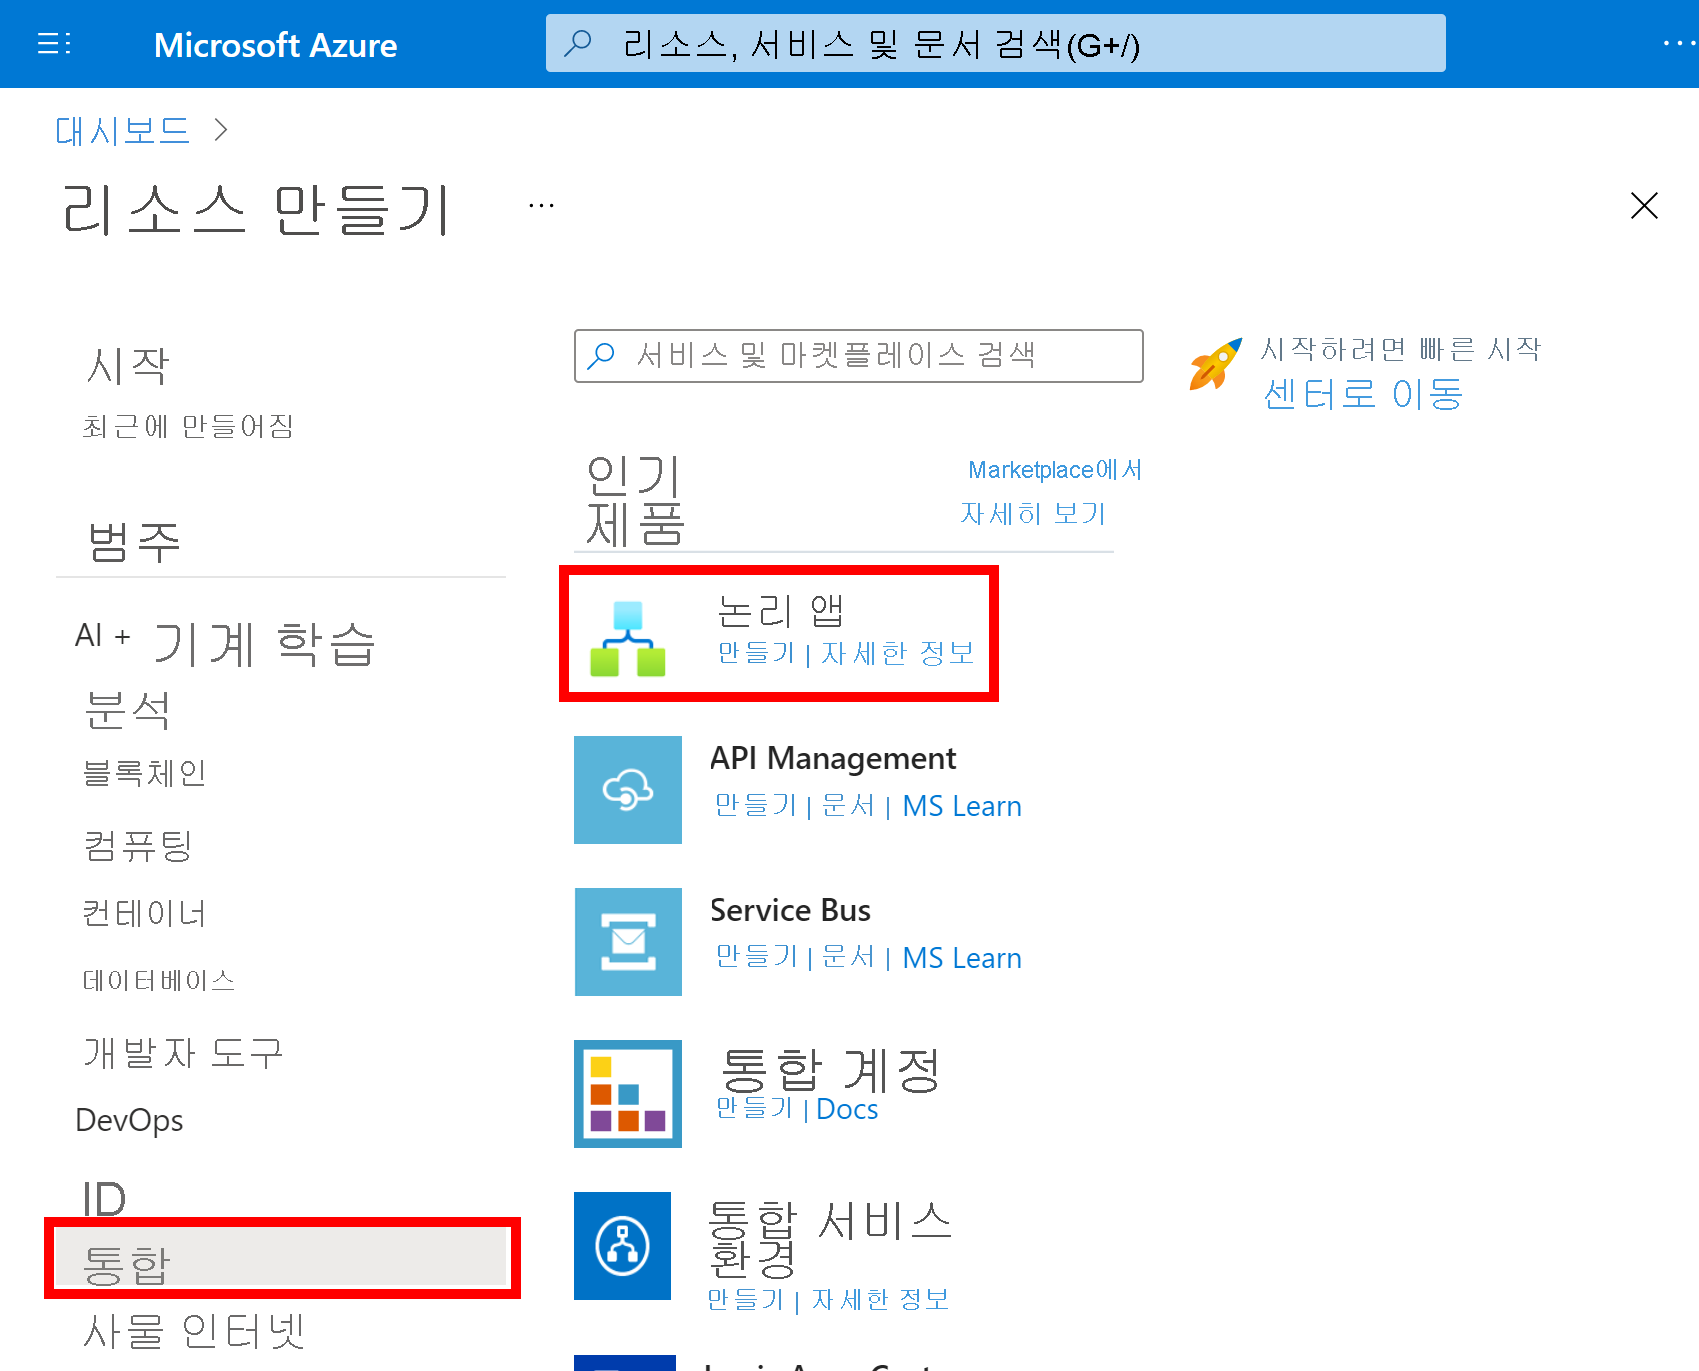 Microsoft Azure
리소스, 서비스 및 문서 검색(G+/)
대시보드
리소스 만들기
시작
최근에 만들어짐
범주
AI + 기계 학습
분석
블록체인
컴퓨팅
컨테이너
데이터베이스
개발자 도구
DevOps
ID
통합
사물 인터넷
서비스 및 마켓플레이스 검색
인기
제품
Marketplace에서
자세히 보기
논리 앱
만들기 | 자세한 정보
API Management
만들기 | 문서 | MS Learn
Service Bus
만들기 | 문서 | MS Learn
통합 계정
만들기 | Docs
통합 서비스
환경
만들기 | 자세한 정보
시작하려면 빠른 시작
센터로 이동